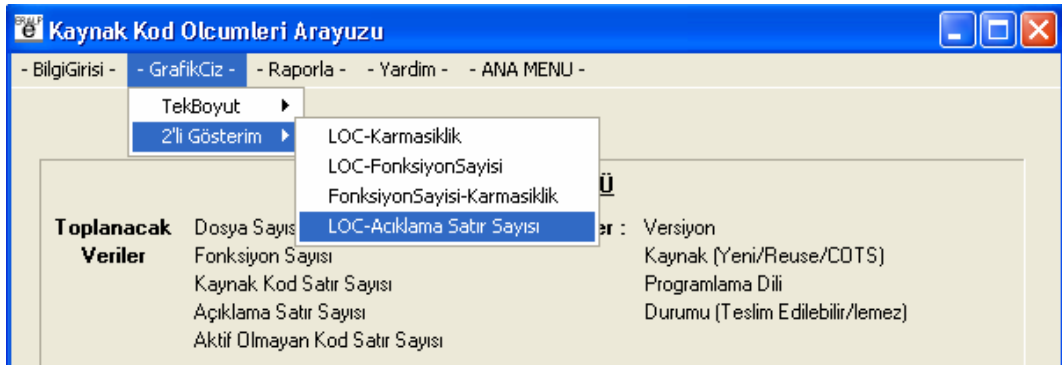 Kaynak Kod Olcumleri Arayuzu
- BilgiGirisi - - GrafikCiz - - Raporla - - Yardim - - ANA MENU -
TekBoyut
2'li Gösterim
LOC-Karmasiklik
LOC-FonksiyonSayisi
FonksiyonSayisi-Karmasiklik
LOC-Acıklama Satır Sayısı
Ü
Toplanacak Veriler
Dosya Sayıs
Fonksiyon Sayısı
Kaynak Kod Satır Sayısı
Açıklama Satır Sayısı
Aktif Olmayan Kod Satır Sayısı
er :
Versiyon
Kaynak (Yeni/Reuse/COTS)
Programlama Dili
Durumu (Teslim Edilebilir/lemez)